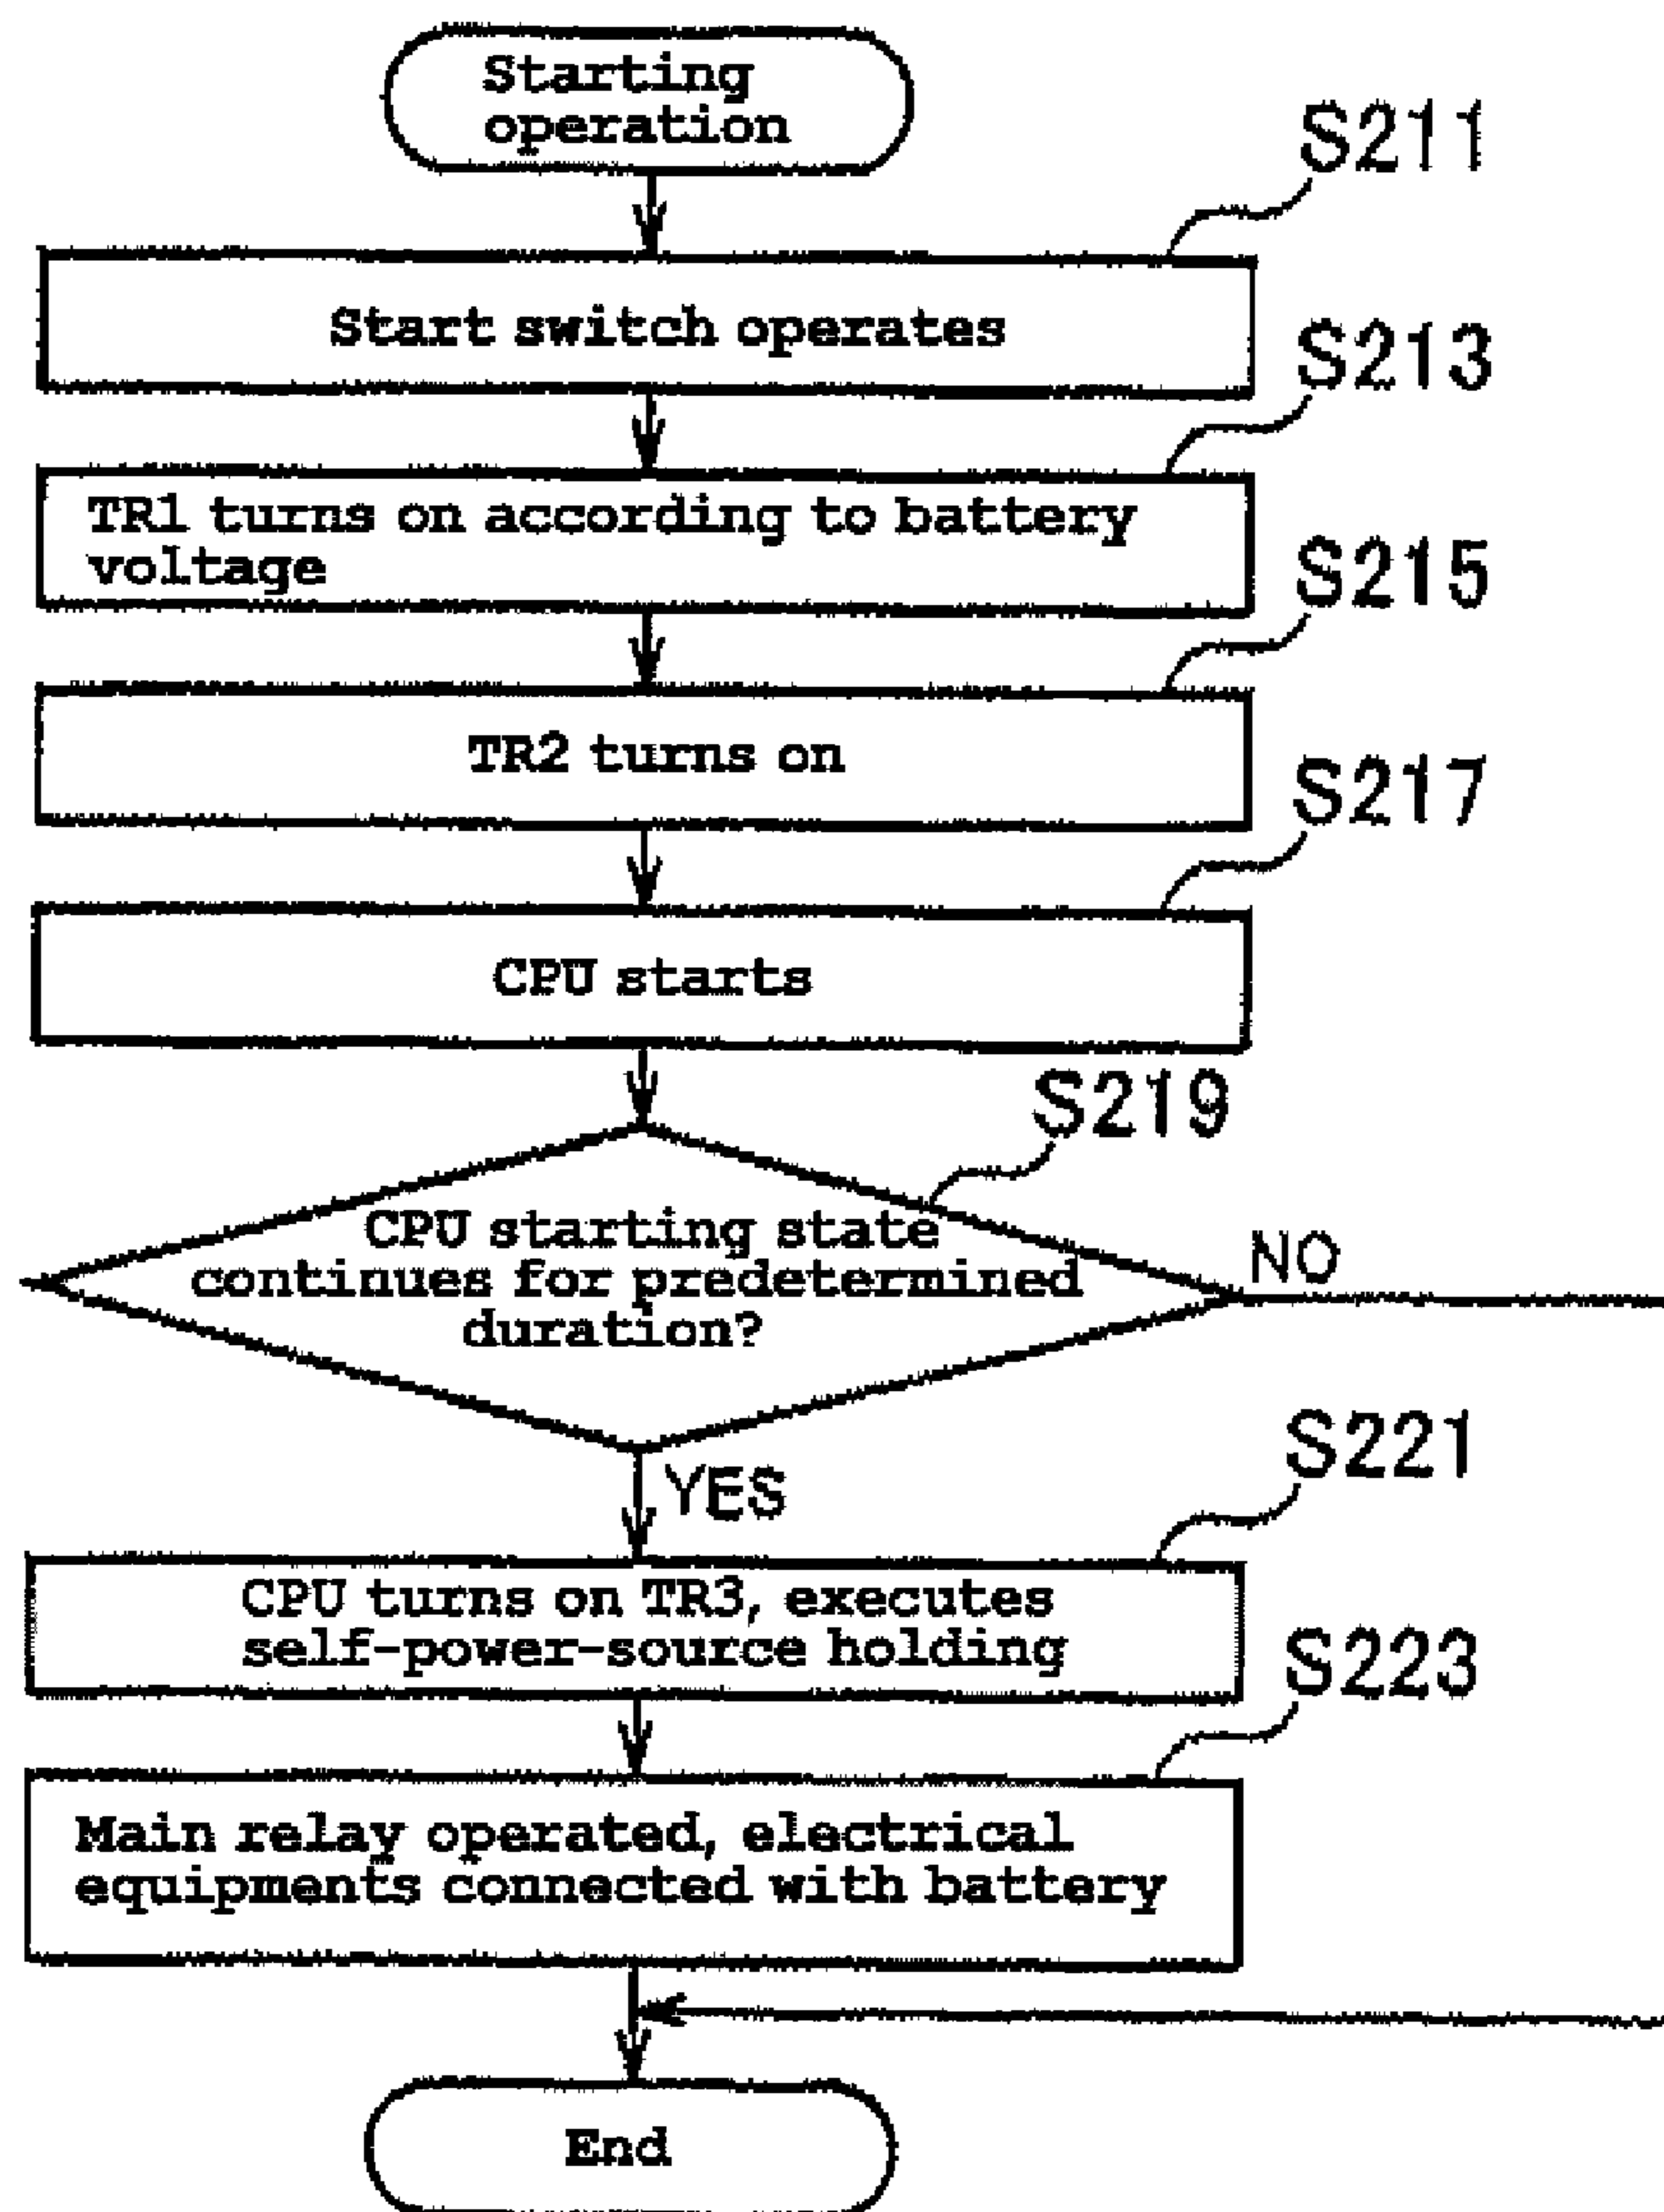 Starting
operation
S211
Start switch operates
S213
TR1 turns on according to battery
voltage
S215
TR2 turns on
S217
CPU starts
S219
CPU starting state
continues for predetermined
duration?
NO
YES
S221
CPU turns on TR3, executes
self-power-source holding
S223
Main relay operated, electrical
equipments connected with battery
End